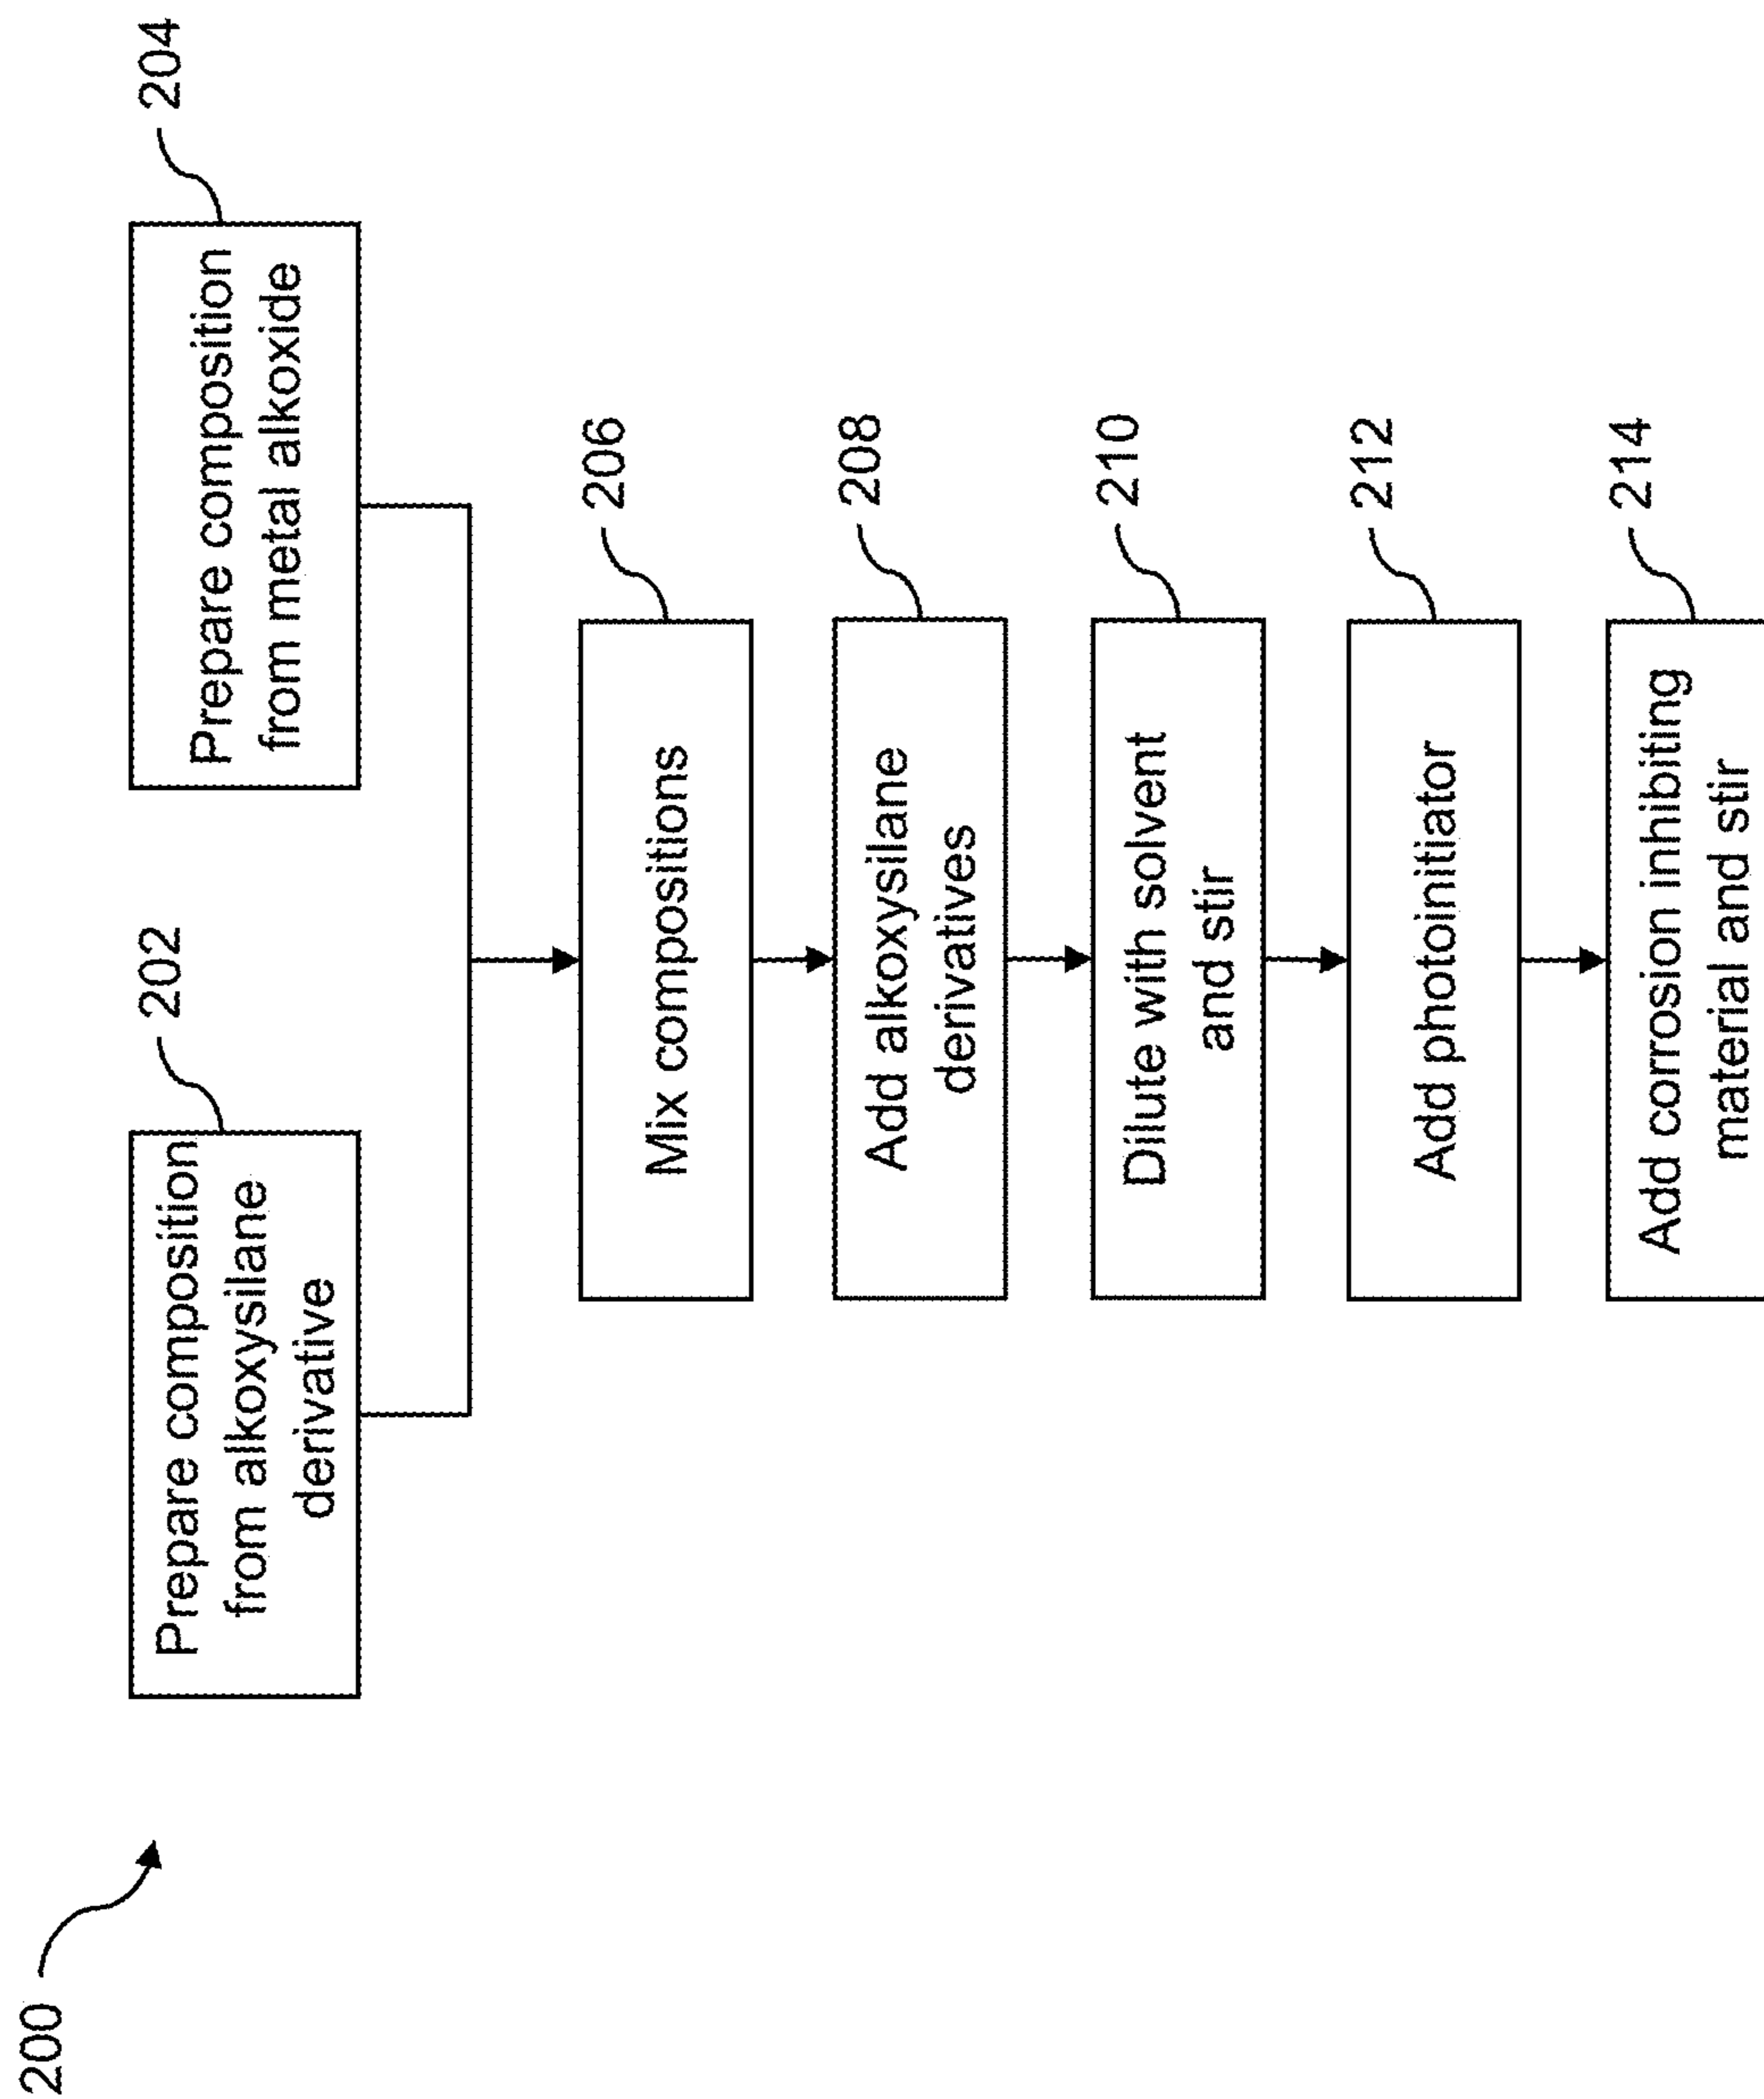 200
Prepare composition
from alkoxysilane
derivative
202
Prepare composition
from metal alkoxide
204
Mix compositions
206
Add alkoxysilane
derivatives
208
Dilute with solvent
and stir
210
Add photoinitiator
212
Add corrosion inhibiting
material and stir
214